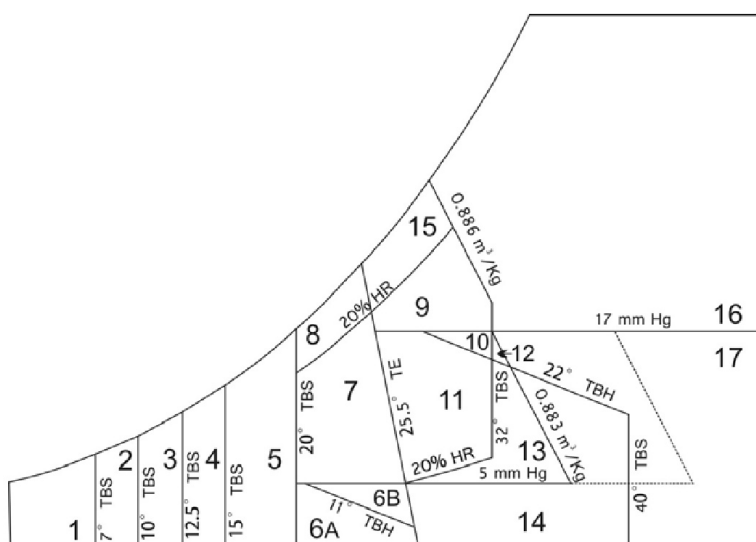 0.886 m³/Kg
15
20% HR
8
9
17 mm Hg
16
10
12
17
22° TBH
20° TBS
7
25.5° TE
11
32° TBS
0.883 m³/Kg
13
20% HR
5 mm Hg
40° TBS
1
7° TBS
2
10° TBS
3
12.5° TBS
4
15° TBS
5
6A
11° TBH
6B
14